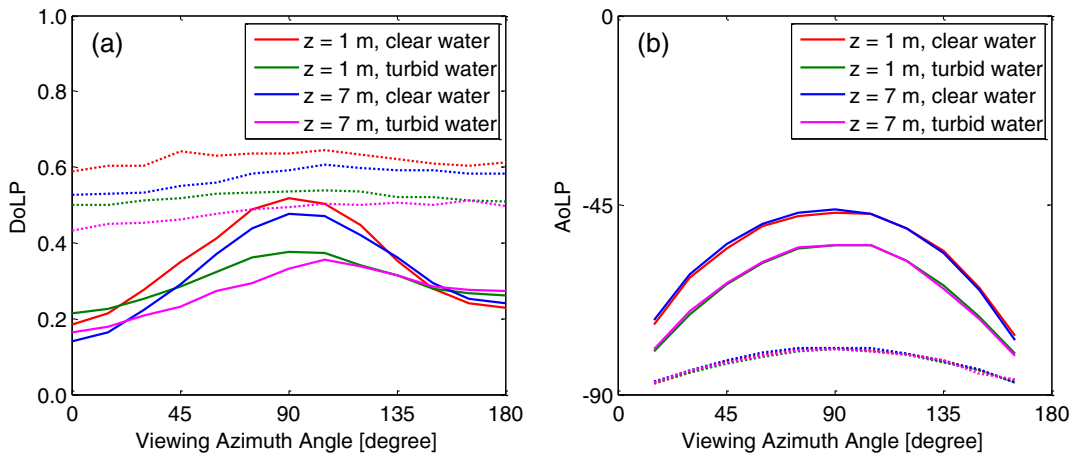 (a)
z = 1 m, clear water
z = 1 m, turbid water
z = 7 m, clear water
z = 7 m, turbid water
1.0
0.8
0.6
0.4
0.2
0.0
DoLP
0 45 90 135 180
Viewing Azimuth Angle [degree]
(b)
z = 1 m, clear water
z = 1 m, turbid water
z = 7 m, clear water
z = 7 m, turbid water
0
-45
-90
AoLP
0 45 90 135 180
Viewing Azimuth Angle [degree]